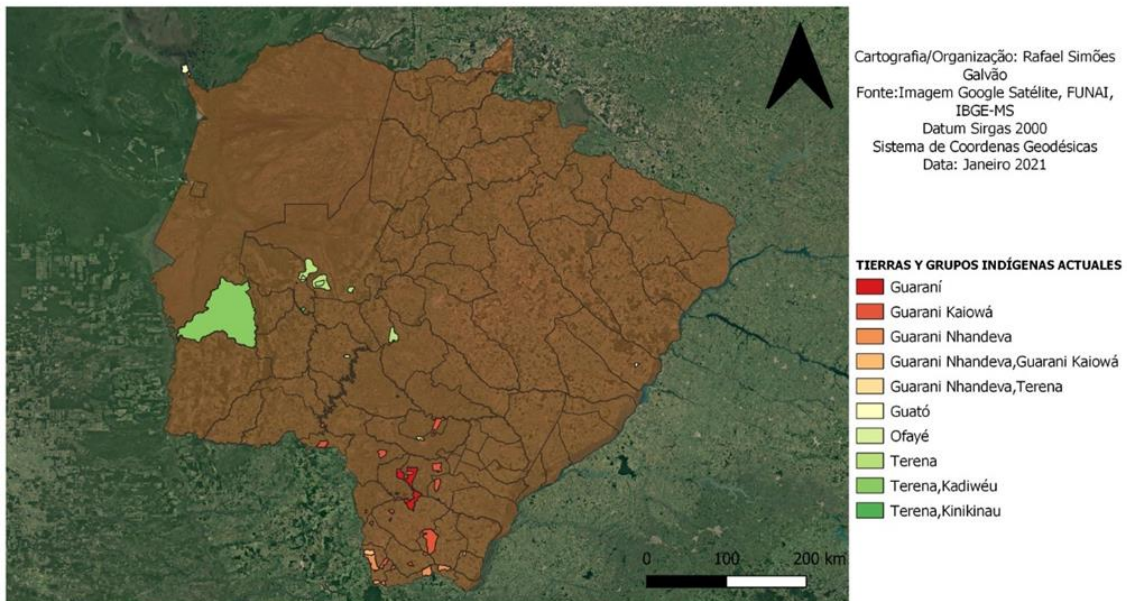 Cartografia/Organização: Rafael Simões
Galvão
Fonte:Imagem Google Satélite, FUNAI,
IBGE-MS
Datum Sirgas 2000
Sistema de Coordenas Geodésicas
Data: Janeiro 2021
TIERRAS Y GRUPOS INDÍGENAS ACTUALES
Guaraní
Guarani Kaiowá
Guarani Nhandeva
Guarani Nhandeva,Guarani Kaiowá
Guarani Nhandeva,Terena
Guató
Ofayé
Terena
Terena,Kadiwéu
Terena,Kinikinau
0 100 200 km